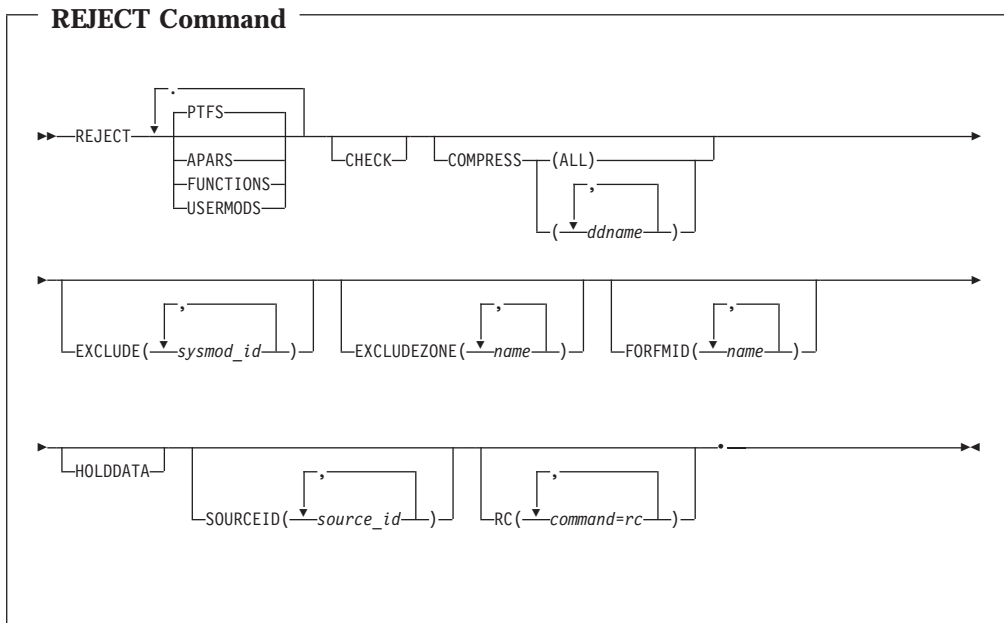 REJECT Command
.
PTFS
REJECT
APARS
FUNCTIONS
USERMODS
CHECK
COMPRESS (ALL)
,
( ddname )
, , ,
EXCLUDE( sysmod_id ) EXCLUDEZONE( name ) FORFMID( name )
HOLDDATA
, ,
SOURCEID( source_id ) RC( command=rc )
.